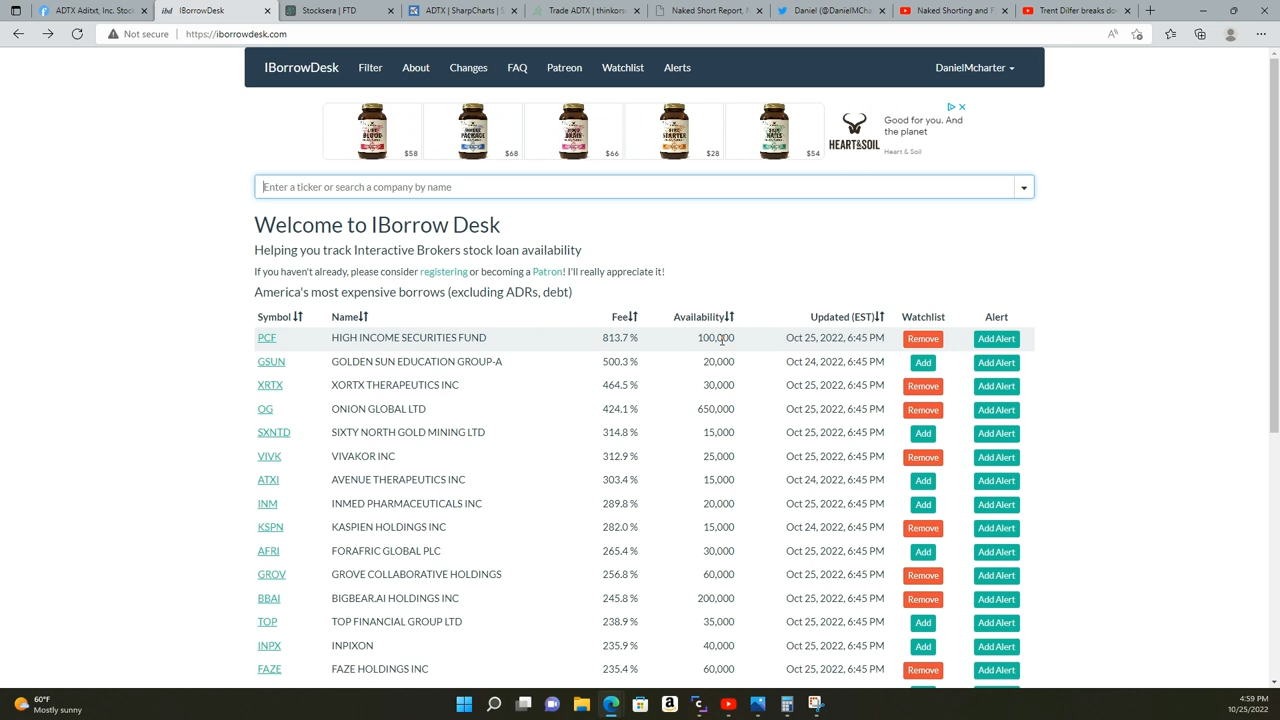 ADTX Aditxt, Inc. Stock
iBd IBorrowDesk
Stocksera | FTD
ADTX | SharpCharts | S
Trade ADTX | thinkors
Naked Short Report, M
Daniel (@DanielMCha
Naked Shorting and F
Trent Dilfer breaks do
Not secure https://iborrowdesk.com
IBorrowDesk Filter About Changes FAQ Patreon Watchlist Alerts DanielMcharter
$58 $68 $66 $28 $54
HEART&SOIL
Good for you. And
the planet
Heart & Soil
Enter a ticker or search a company by name
Welcome to IBorrow Desk
Helping you track Interactive Brokers stock loan availability
If you haven't already, please consider registering or becoming a Patron! I'll really appreciate it!
America's most expensive borrows (excluding ADRs, debt)
Symbol Name Fee Availability Updated (EST) Watchlist Alert
PCF HIGH INCOME SECURITIES FUND 813.7 % 100,000 Oct 25, 2022, 6:45 PM Remove Add Alert
GSUN GOLDEN SUN EDUCATION GROUP-A 500.3 % 20,000 Oct 24, 2022, 6:45 PM Add Add Alert
XRTX XORTX THERAPEUTICS INC 464.5 % 30,000 Oct 25, 2022, 6:45 PM Remove Add Alert
OG ONION GLOBAL LTD 424.1 % 650,000 Oct 25, 2022, 6:45 PM Remove Add Alert
SXNTD SIXTY NORTH GOLD MINING LTD 314.8 % 15,000 Oct 25, 2022, 6:45 PM Add Add Alert
VIVK VIVAKOR INC 312.9 % 25,000 Oct 25, 2022, 6:45 PM Remove Add Alert
ATXI AVENUE THERAPEUTICS INC 303.4 % 15,000 Oct 24, 2022, 6:45 PM Add Add Alert
INM INMED PHARMACEUTICALS INC 289.8 % 20,000 Oct 25, 2022, 6:45 PM Add Add Alert
KSPN KASPIEN HOLDINGS INC 282.0 % 15,000 Oct 24, 2022, 6:45 PM Remove Add Alert
AFRI FORAFRIC GLOBAL PLC 265.4 % 30,000 Oct 25, 2022, 6:45 PM Add Add Alert
GROV GROVE COLLABORATIVE HOLDINGS 256.8 % 60,000 Oct 25, 2022, 6:45 PM Remove Add Alert
BBAI BIGBEAR.AI HOLDINGS INC 245.8 % 200,000 Oct 25, 2022, 6:45 PM Remove Add Alert
TOP TOP FINANCIAL GROUP LTD 238.9 % 35,000 Oct 25, 2022, 6:45 PM Add Add Alert
INPX INPIXON 235.9 % 40,000 Oct 25, 2022, 6:45 PM Add Add Alert
FAZE FAZE HOLDINGS INC 235.4 % 60,000 Oct 25, 2022, 6:45 PM Remove Add Alert
60°F
Mostly sunny
4:59 PM
10/25/2022